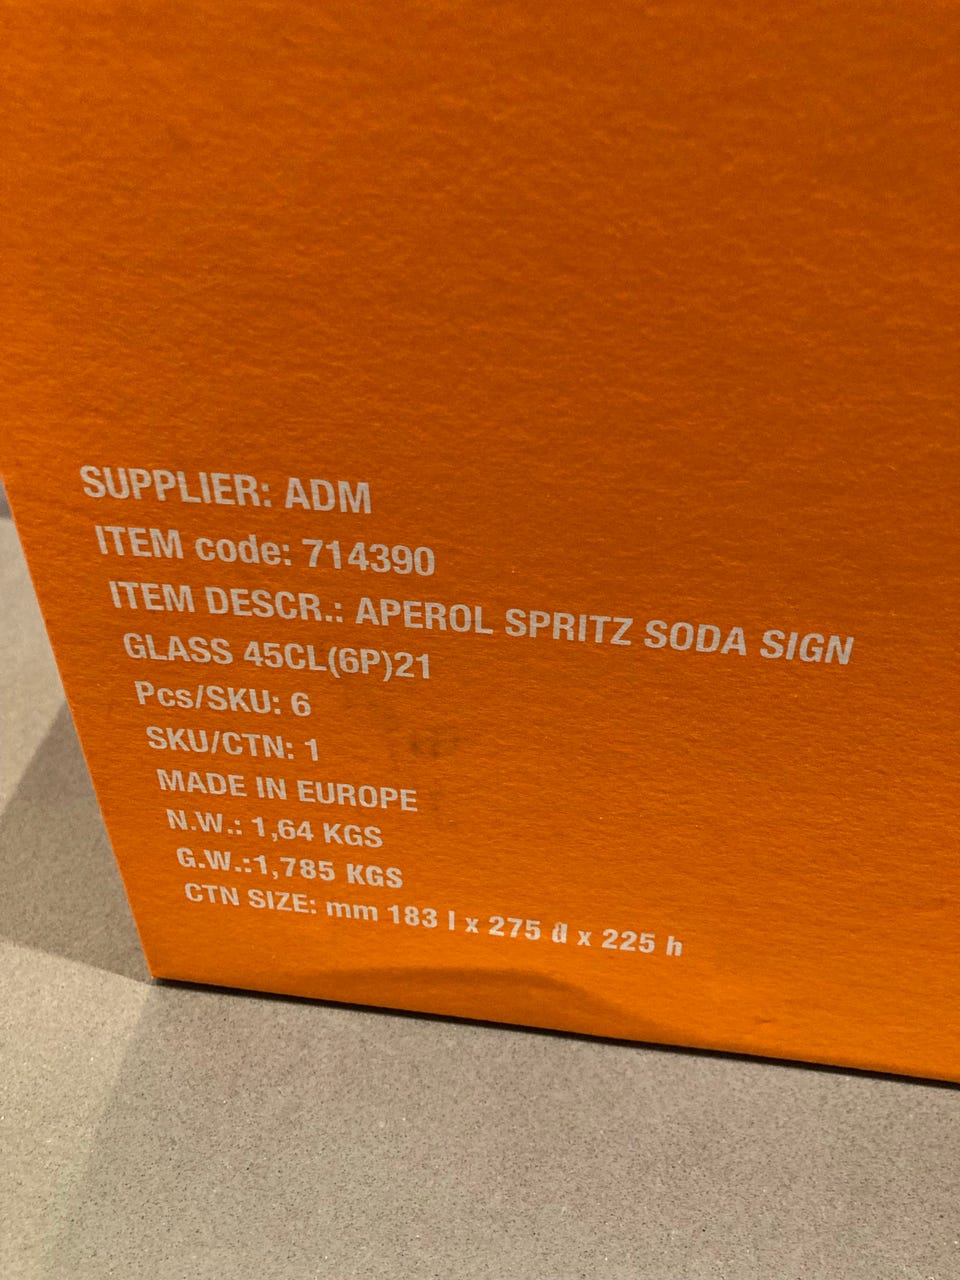 SUPPLIER: ADM
ITEM code: 714390
ITEM DESCR.: APEROL SPRITZ SODA SIGN
GLASS 45CL(6P)21
Pcs/SKU: 6
SKU/CTN: 1
MADE IN EUROPE
N.W.: 1,64 KGS
G.W.:1,785 KGS
CTN SIZE: mm 183 l x 275 d x 225 h